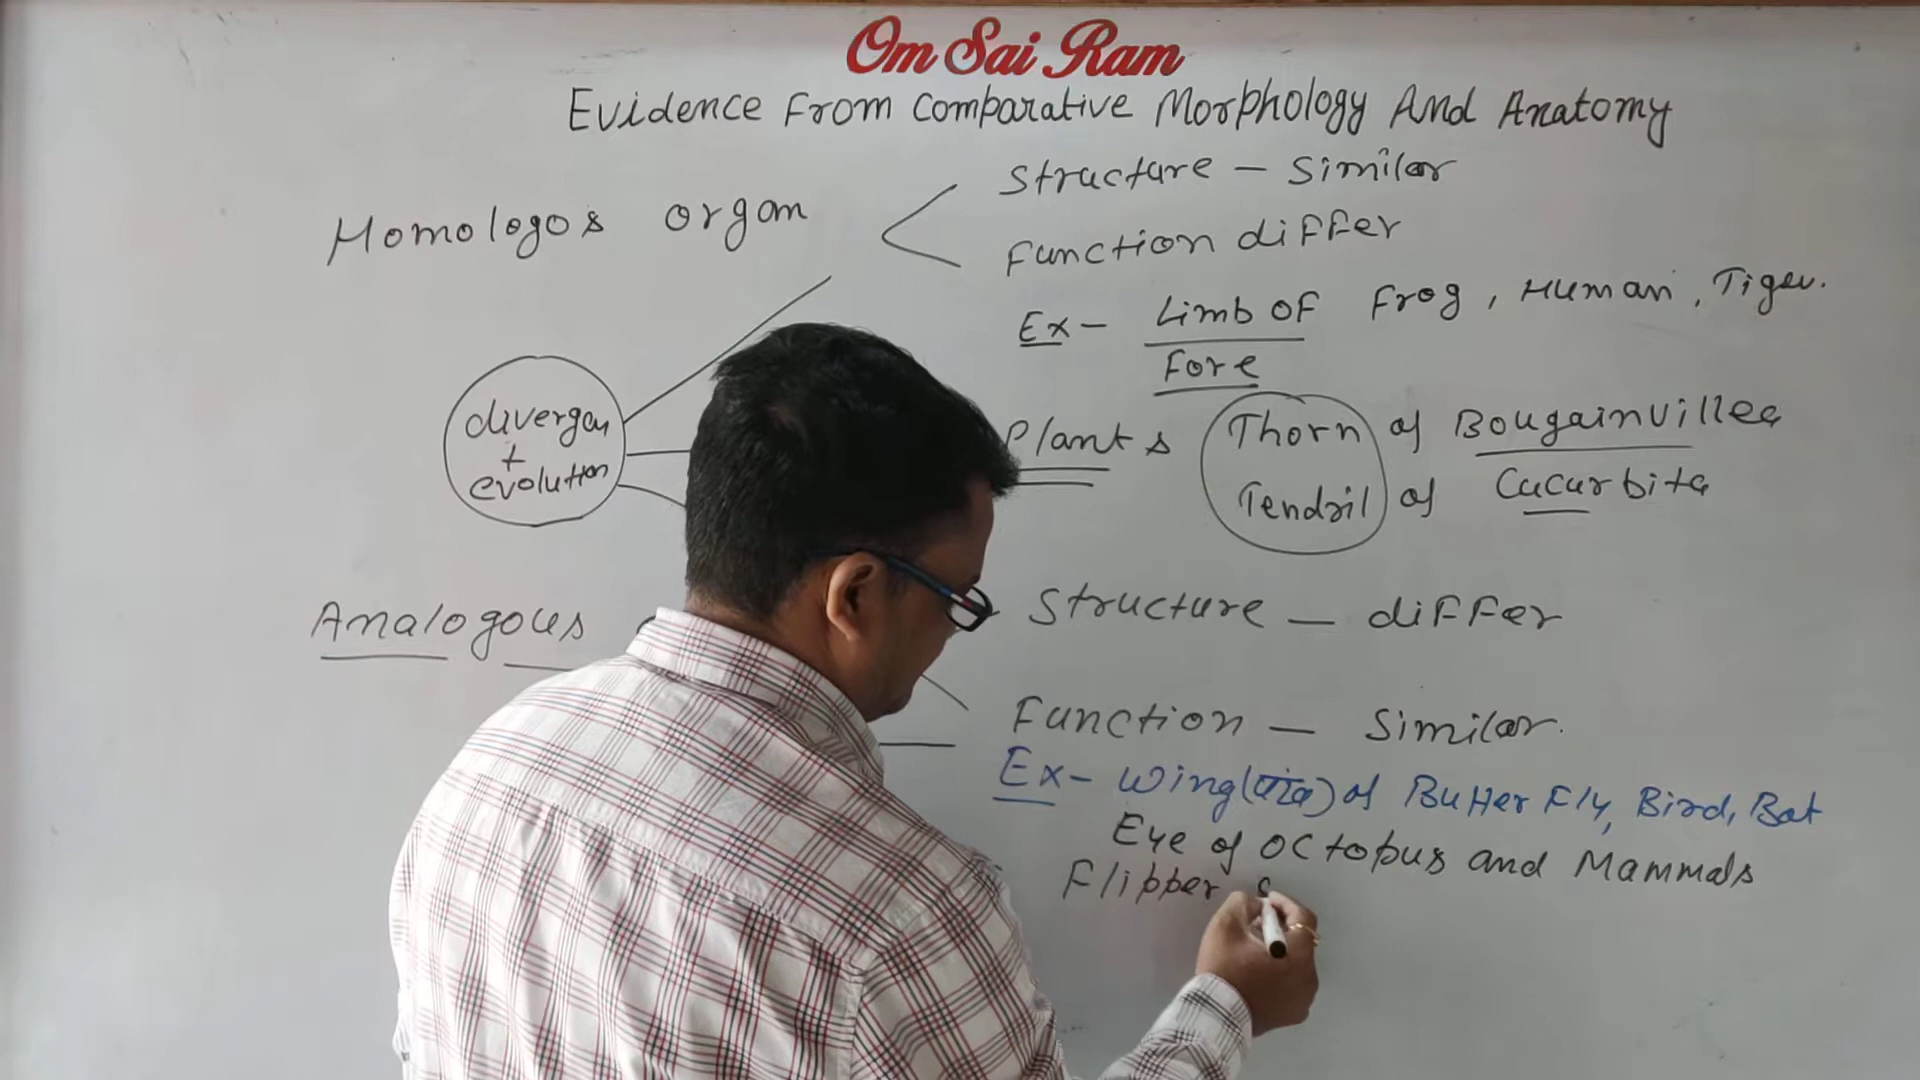 Om Sai Ram
Evidence From Comparative Morphology And Anatomy
Homologos organ
Structure - Similar
Function differ
Ex- Limb of Frog, Human, Tiger.
Fore
divergan
t
evolution
Plants Thorn of Bougainvillea
Tendril of Cucurbita
Analogous
Structure - differ
Function - Similar.
Ex- Wing (पंख) of Butterfly, Bird, Bat
Eye of Octopus and Mammals
Flipper